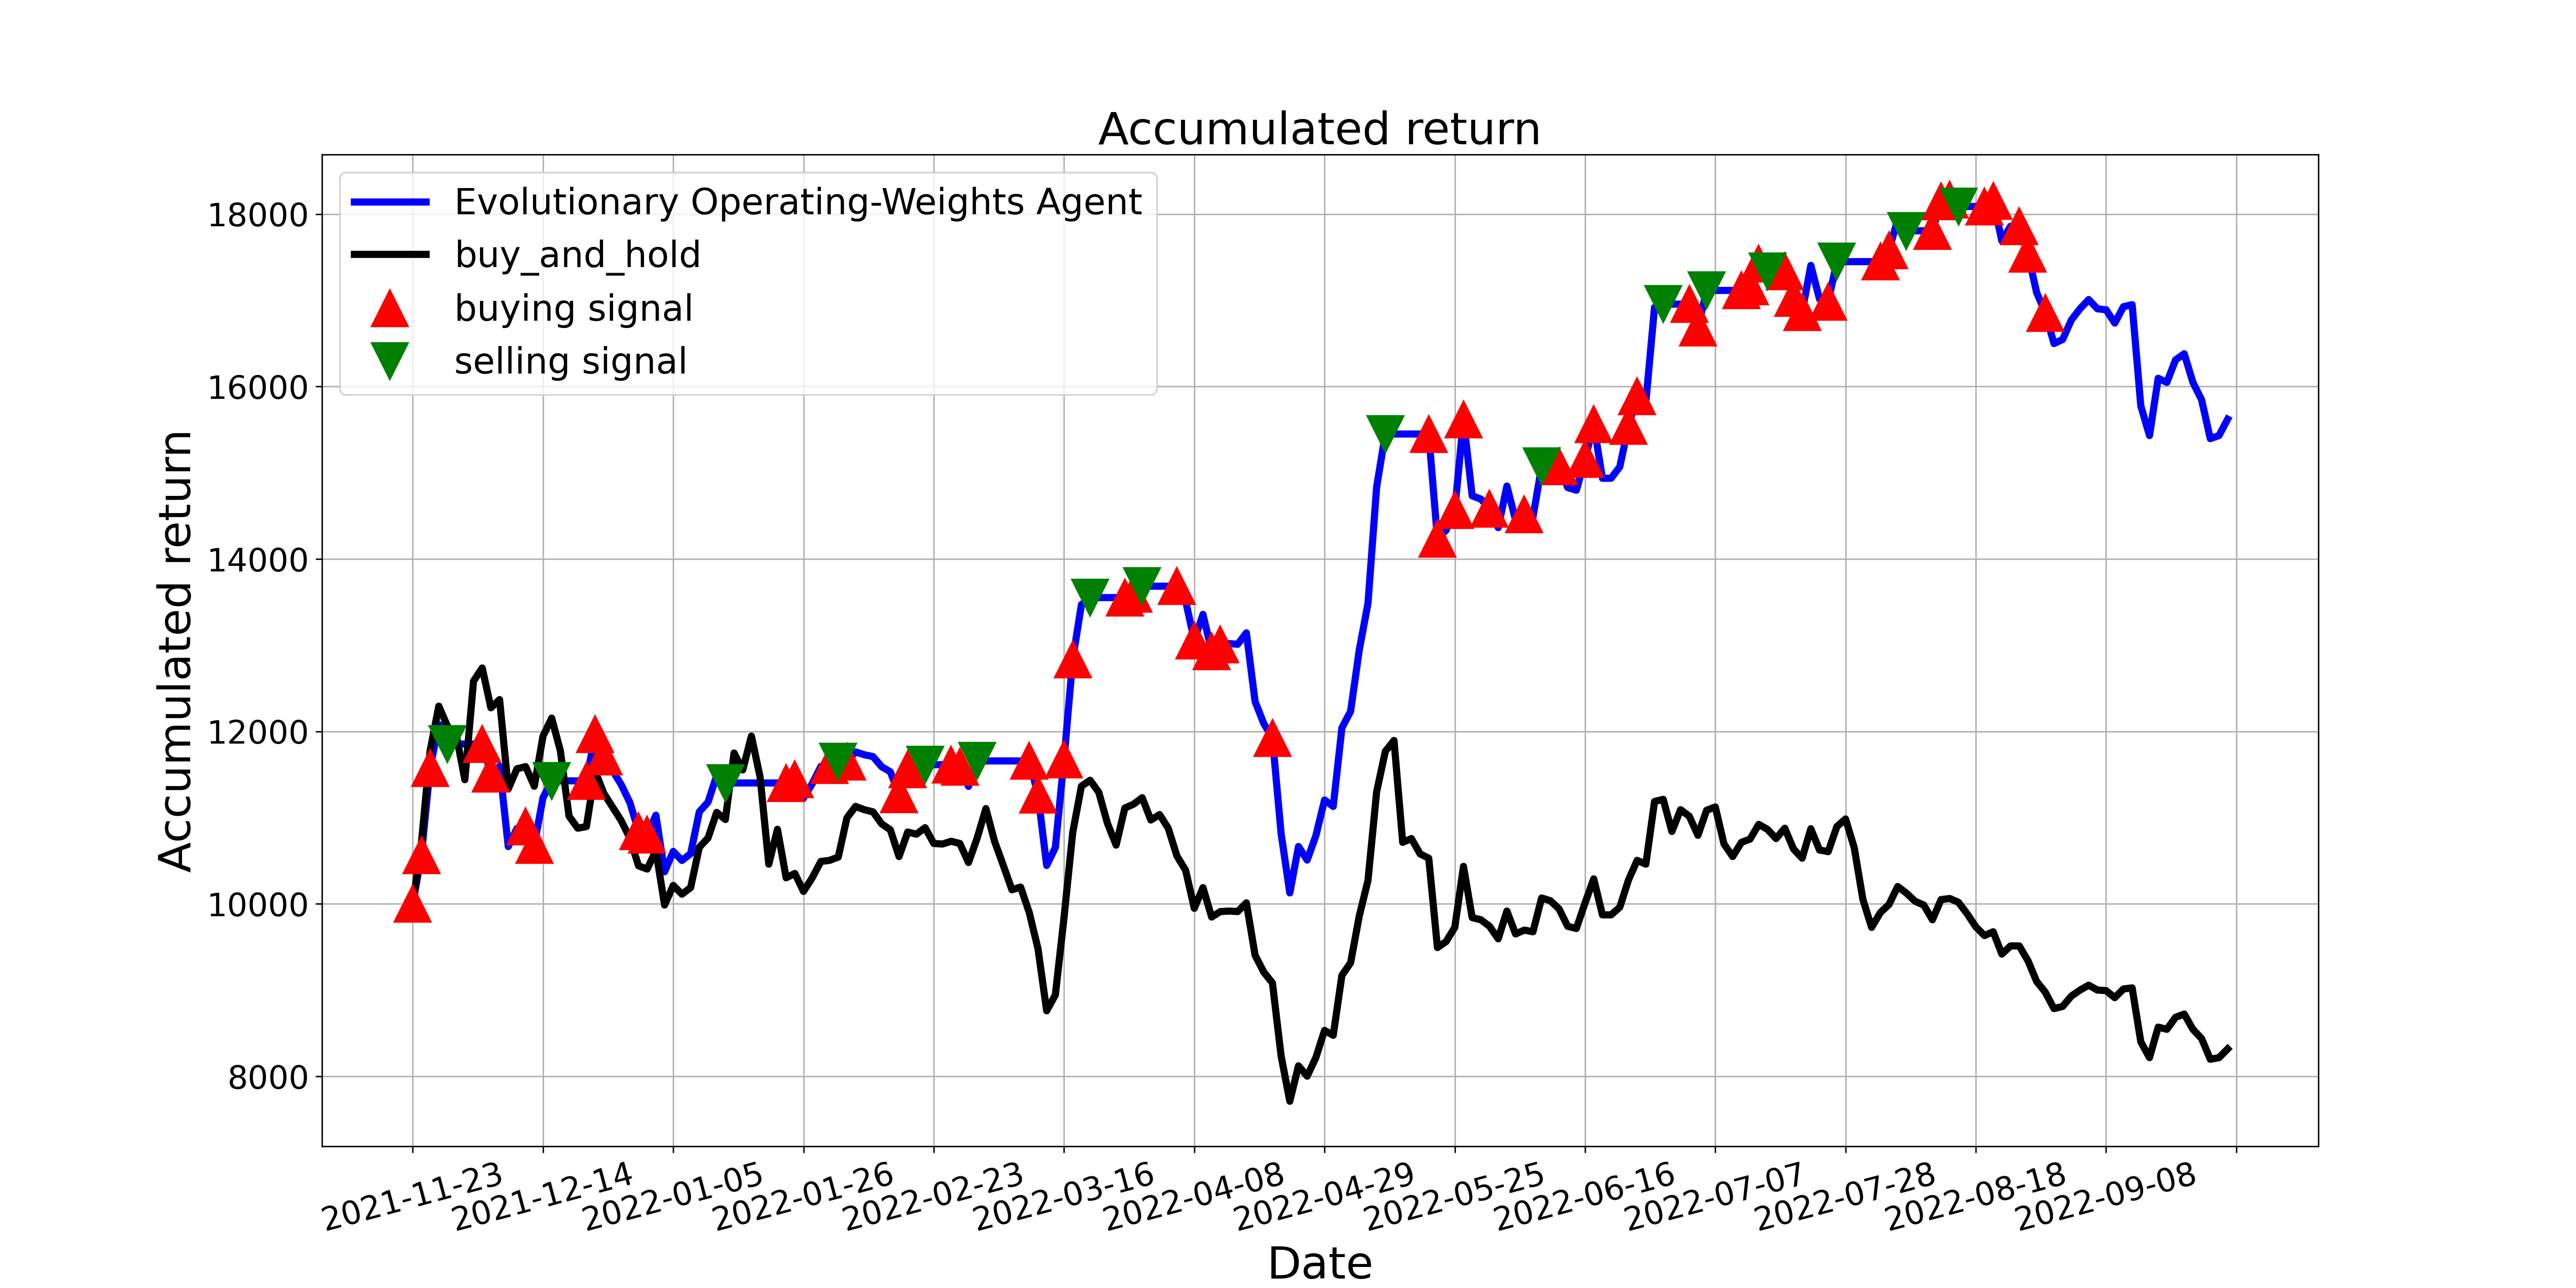 Accumulated return
Evolutionary Operating-Weights Agent
buy_and_hold
buying signal
selling signal
Accumulated return
18000
16000
14000
12000
10000
8000
2021-11-23
2021-12-14
2022-01-05
2022-01-26
2022-02-23
2022-03-16
2022-04-08
2022-04-29
2022-05-25
2022-06-16
2022-07-07
2022-07-28
2022-08-18
2022-09-08
Date